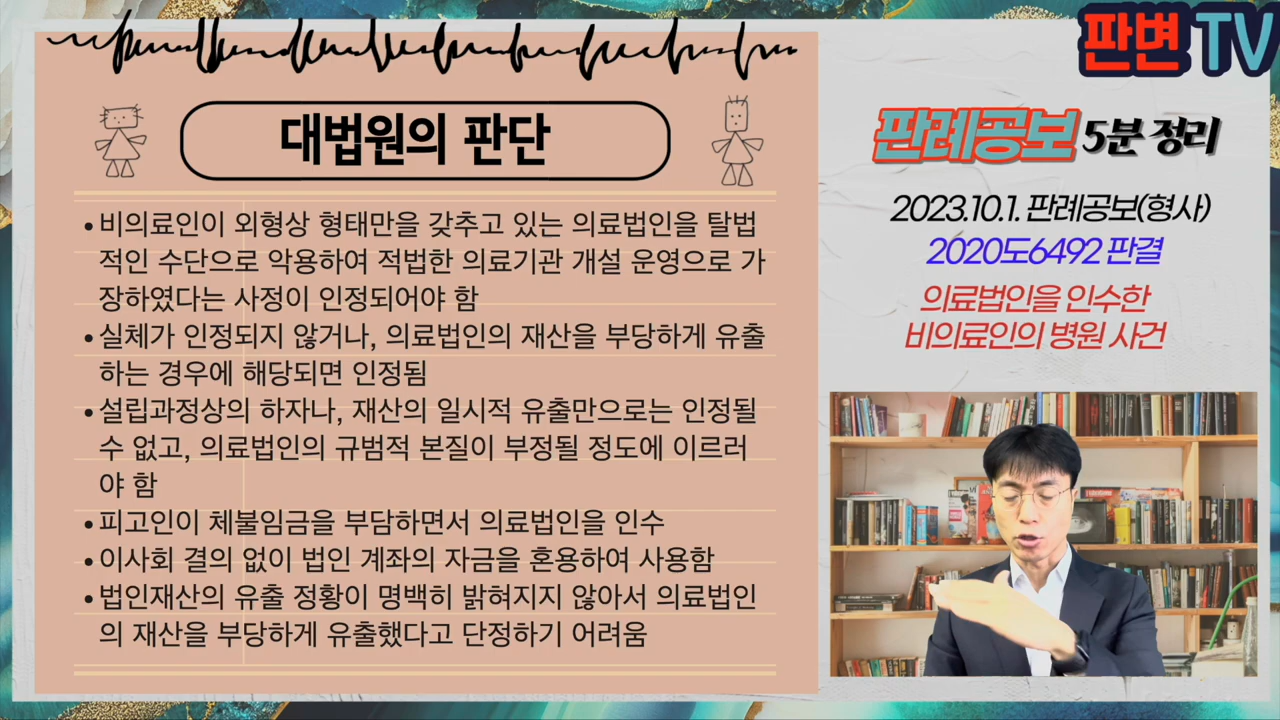 판변 TV
대법원의 판단
• 비의료인이 외형상 형태만을 갖추고 있는 의료법인을 탈법
적인 수단으로 악용하여 적법한 의료기관 개설 운영으로 가
장하였다는 사정이 인정되어야 함
• 실체가 인정되지 않거나, 의료법인의 재산을 부당하게 유출
하는 경우에 해당되면 인정됨
• 설립과정상의 하자나, 재산의 일시적 유출만으로는 인정될
수 없고, 의료법인의 규범적 본질이 부정될 정도에 이르러
야 함
• 피고인이 체불임금을 부담하면서 의료법인을 인수
• 이사회 결의 없이 법인 계좌의 자금을 혼용하여 사용함
• 법인재산의 유출 정황이 명백히 밝혀지지 않아서 의료법인
의 재산을 부당하게 유출했다고 단정하기 어려움
판례공보 5분 정리
2023.10.1. 판례공보(형사)
2020도6492 판결
의료법인을 인수한
비의료인의 병원 사건